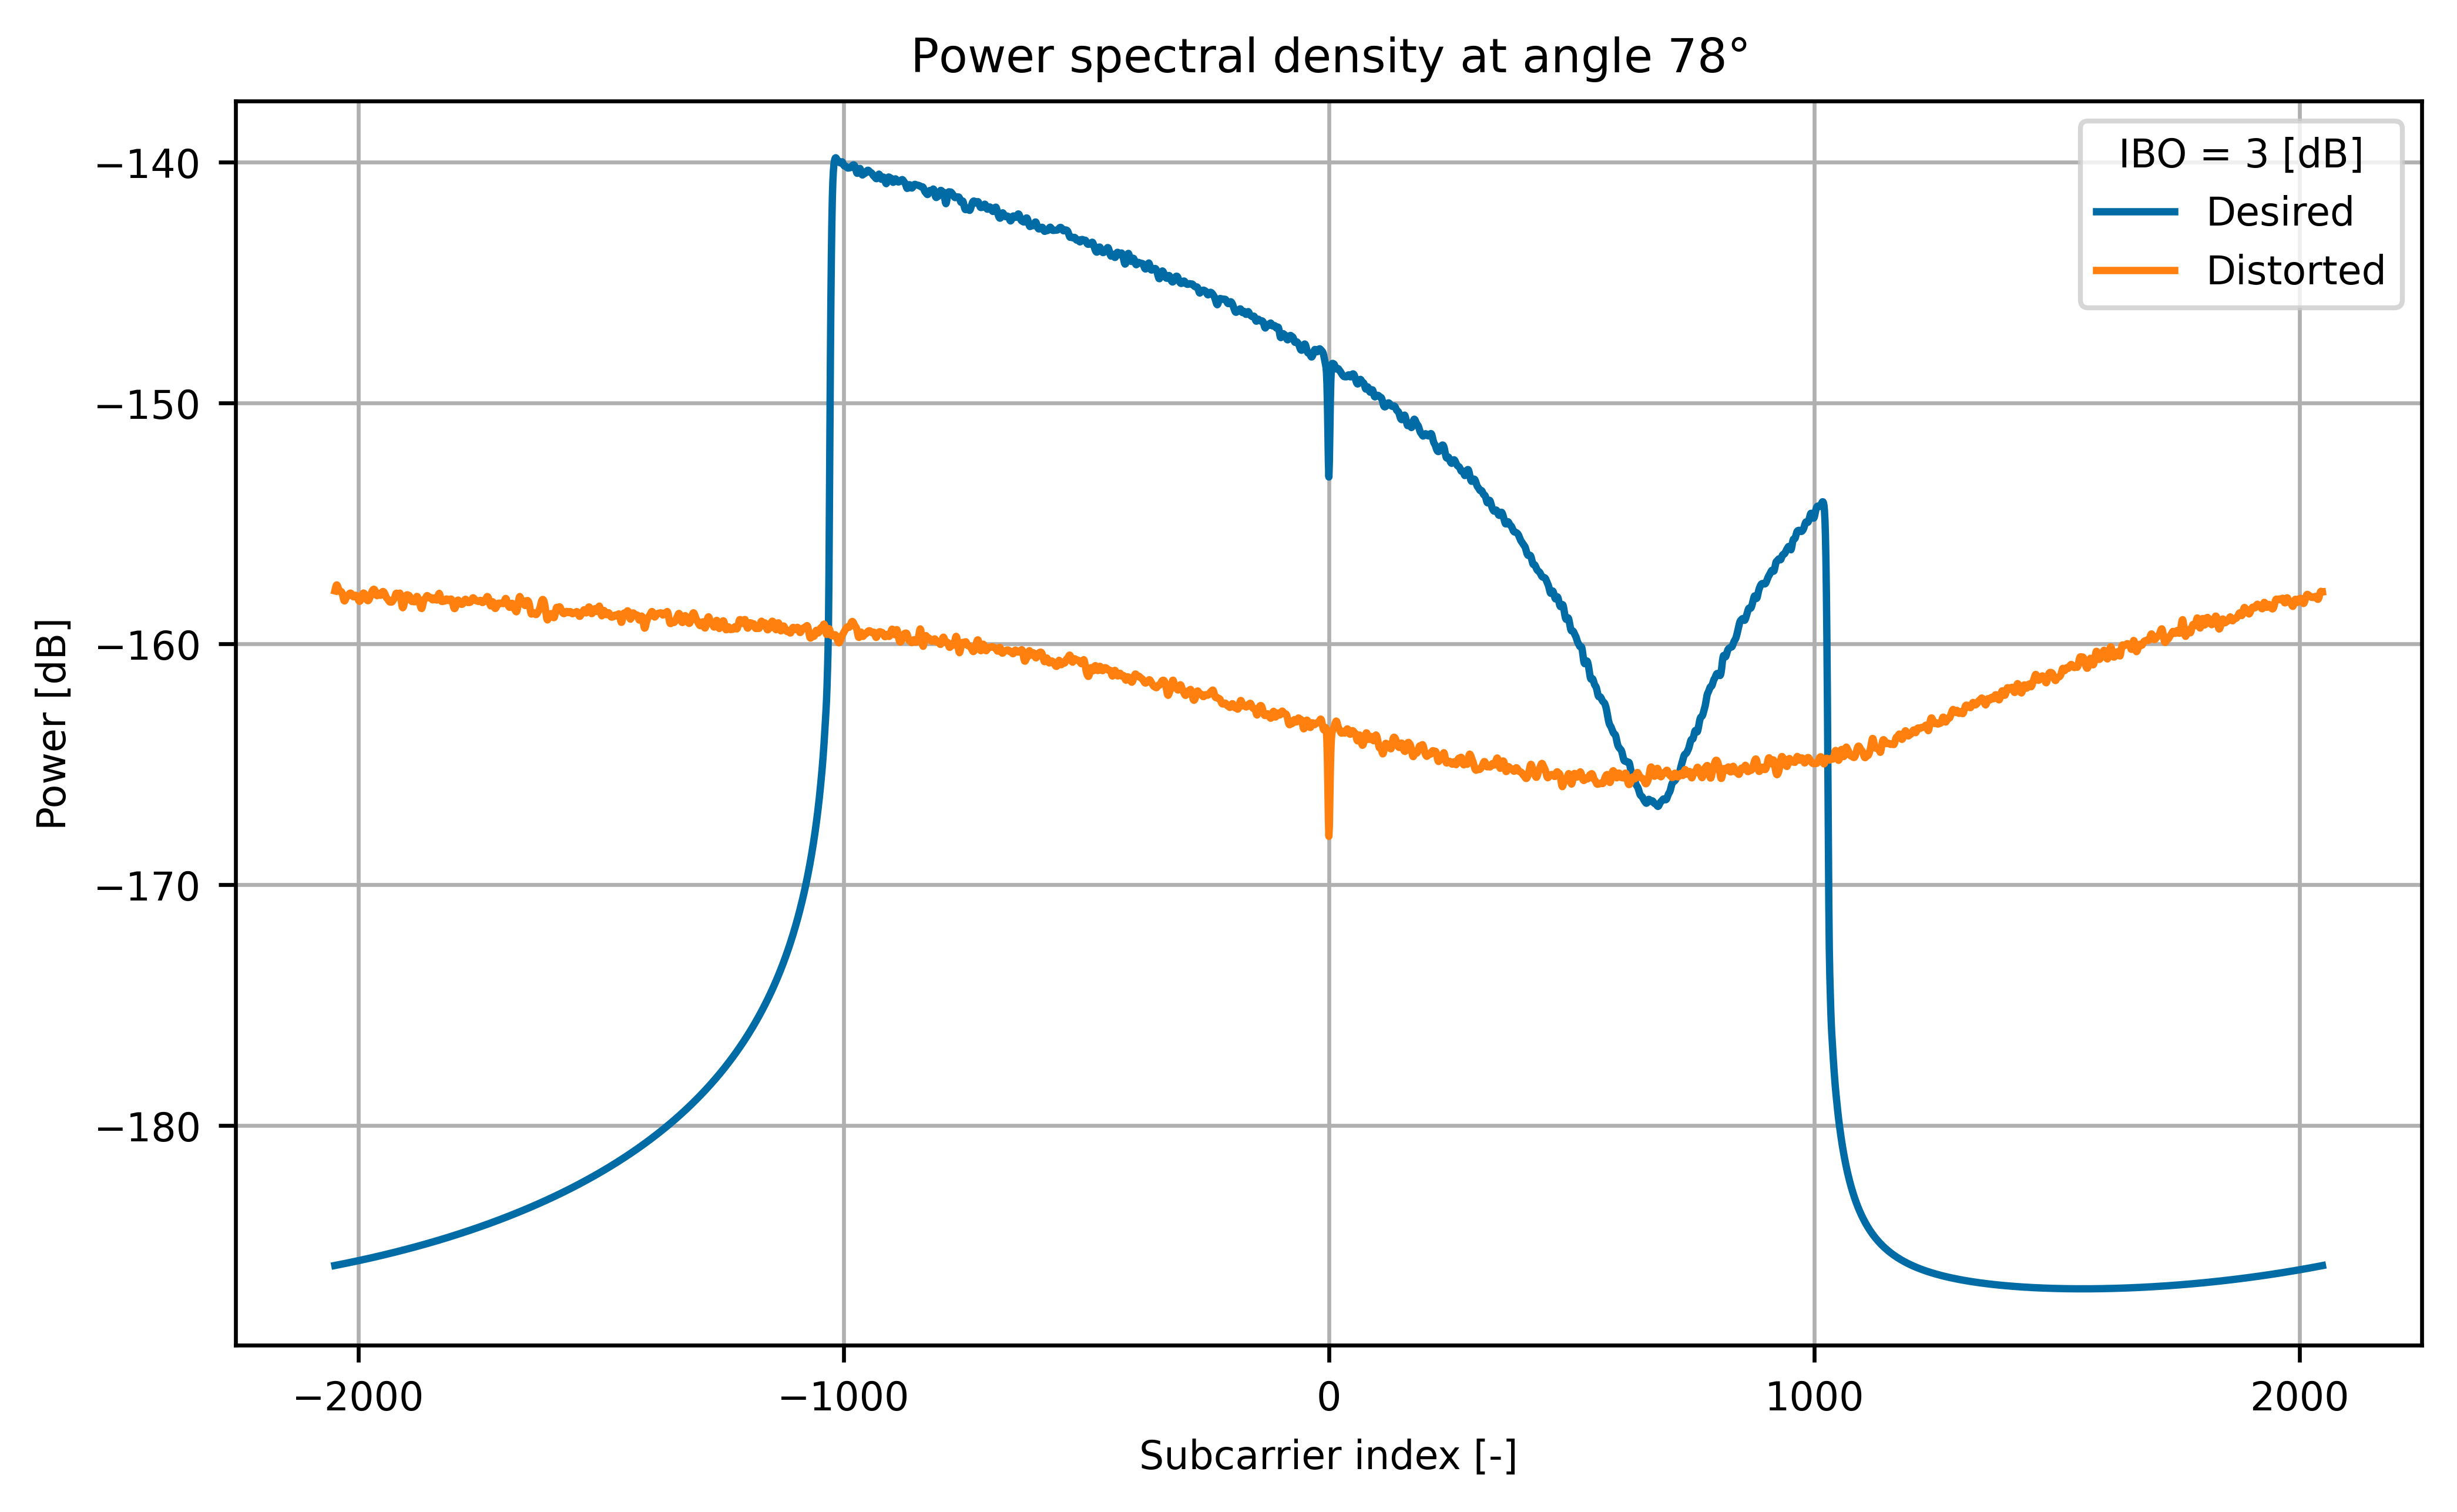 Power spectral density at angle 78°
IBO = 3 [dB]
Desired
Distorted
Power [dB]
−140
−150
−160
−170
−180
−2000
−1000
0
1000
2000
Subcarrier index [-]